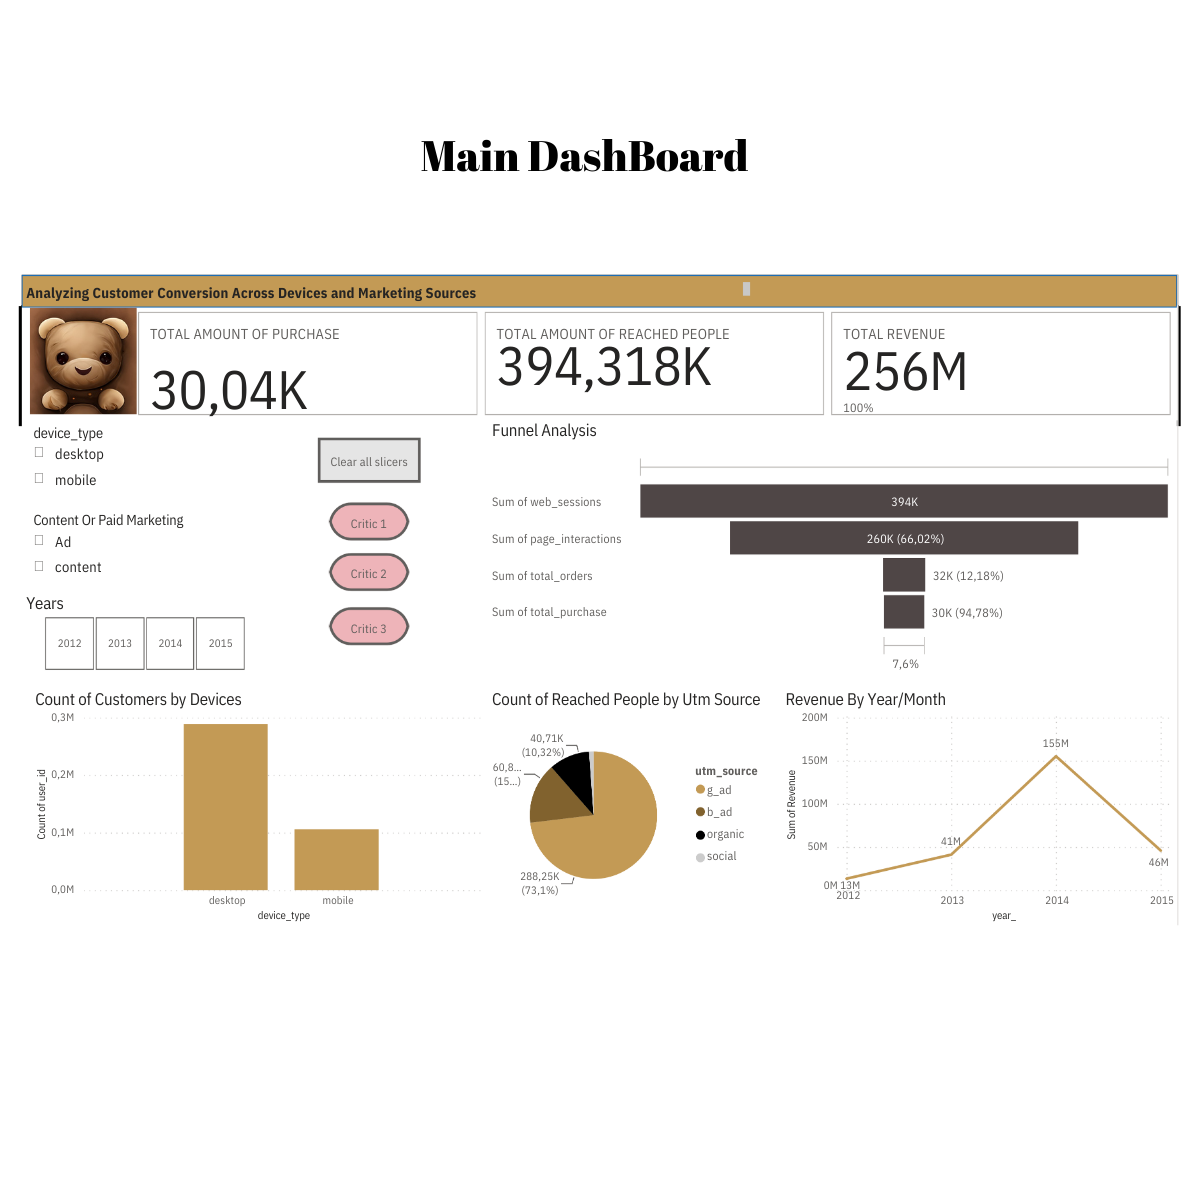 Main DashBoard
Analyzing Customer Conversion Across Devices and Marketing Sources
TOTAL AMOUNT OF PURCHASE
30,04K
TOTAL AMOUNT OF REACHED PEOPLE
394,318K
TOTAL REVENUE
256M
100%
device_type
desktop
mobile
Content Or Paid Marketing
Ad
content
Years
2012
2013
2014
2015
Clear all slicers
Critic 1
Critic 2
Critic 3
Funnel Analysis
Sum of web_sessions
394K
Sum of page_interactions
260K (66,02%)
Sum of total_orders
32K (12,18%)
Sum of total_purchase
30K (94,78%)
7,6%
Count of Customers by Devices
Count of user_id
0,3M
0,2M
0,1M
0,0M
desktop
mobile
device_type
Count of Reached People by Utm Source
40,71K
(10,32%)
60,8...
(15...)
288,25K
(73,1%)
utm_source
g_ad
b_ad
organic
social
Revenue By Year/Month
Sum of Revenue
200M
150M
100M
50M
0M
13M
41M
155M
46M
2012
2013
2014
2015
year_